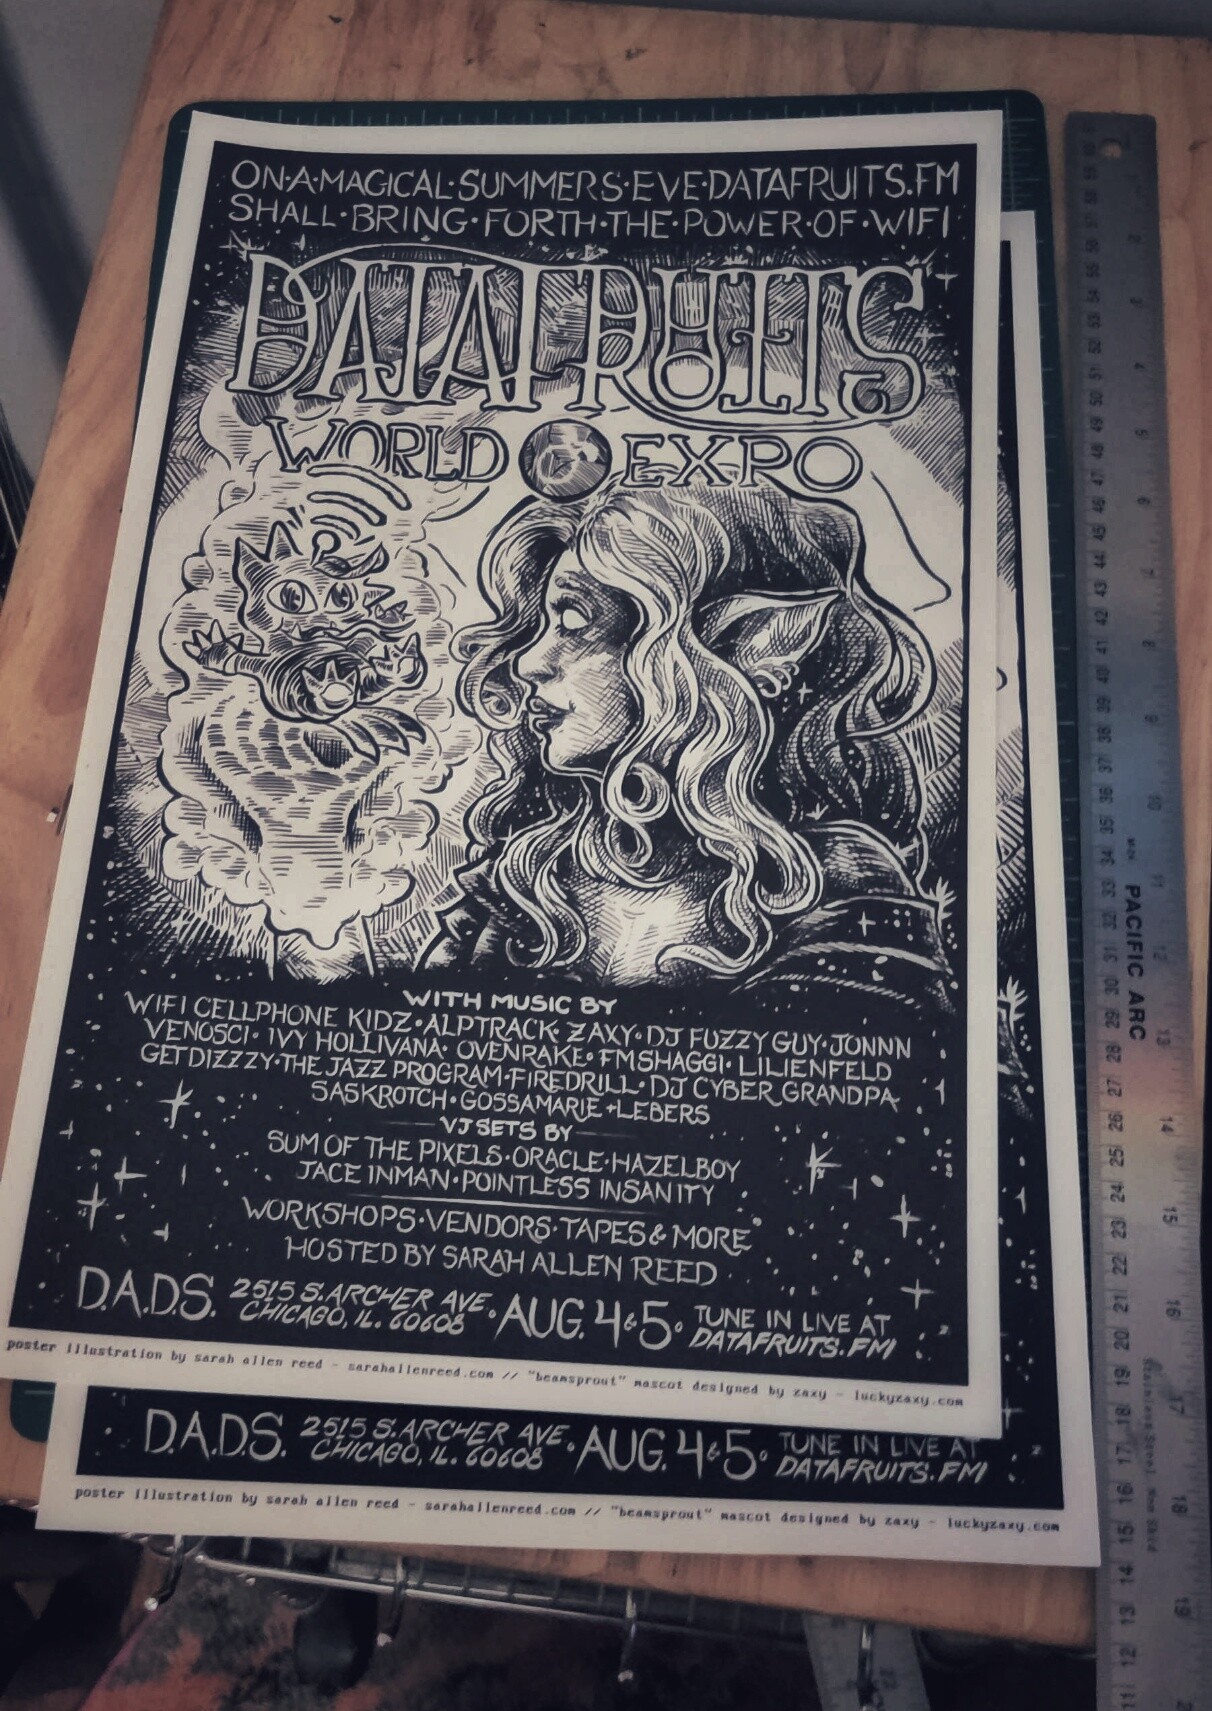 ON·A·MAGICAL·SUMMERS·EVE·DATAFRUITS.FM
SHALL·BRING·FORTH·THE·POWER·OF·WIFI
DATAFRUITS
WORLD EXPO
WITH MUSIC BY
WIFI CELLPHONE KIDZ·ALPTRACK·ZAXY·DJ FUZZY GUY·JONNN
VENOSCI·IVY HOLLIVANA·OVENRAKE·FMSHAGGI·LILIENFELD
GETDIZZZY·THE JAZZ PROGRAM·FIREDRILL·DJ CYBER GRANDPA
SASKROTCH·GOSSAMARIE+LEBERS
VJ SETS BY
SUM OF THE PIXELS·ORACLE·HAZELBOY
JACE INMAN·POINTLESS INSANITY
WORKSHOPS·VENDORS·TAPES & MORE
HOSTED BY SARAH ALLEN REED
D.A.D.S. 2515 S. ARCHER AVE. CHICAGO, IL. 60608 · AUG. 4&5 · TUNE IN LIVE AT DATAFRUITS.FM
poster illustration by sarah allen reed - sarahallenreed.com // "beamsprout" mascot designed by zaxy - luckyzaxy.com
D.A.D.S. 2515 S. ARCHER AVE. CHICAGO, IL. 60608 · AUG. 4&5 · TUNE IN LIVE AT DATAFRUITS.FM
poster illustration by sarah allen reed - sarahallenreed.com // "beamsprout" mascot designed by zaxy - luckyzaxy.com
PACIFIC ARC